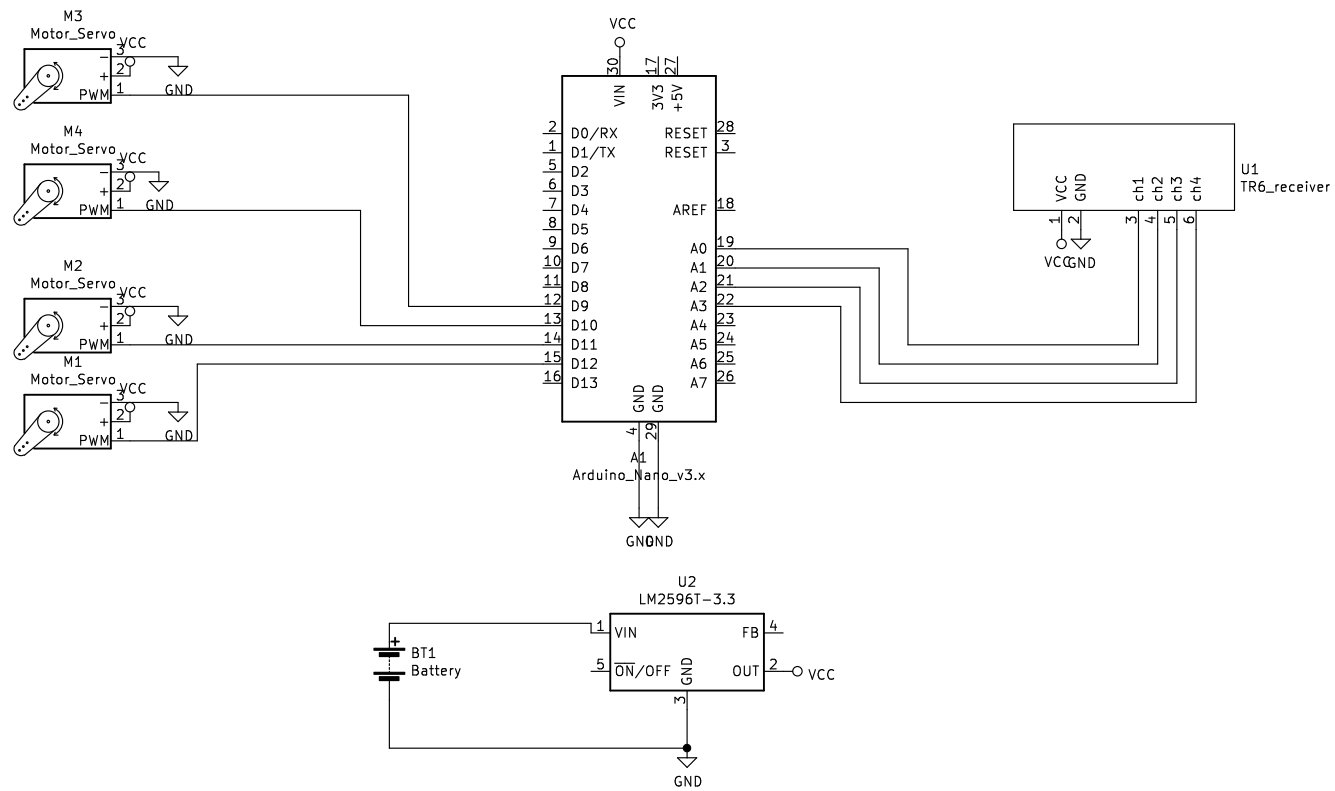 M3
Motor_Servo
VCC
3
−
2
+
1
PWM
GND
M4
Motor_Servo
VCC
3
−
2
+
1
PWM
GND
M2
Motor_Servo
VCC
3
−
2
+
1
PWM
GND
M1
Motor_Servo
VCC
3
−
2
+
1
PWM
GND
VCC
30
17
27
VIN
3V3
+5V
2 D0/RX
1 D1/TX
5 D2
6 D3
7 D4
8 D5
9 D6
10 D7
11 D8
12 D9
13 D10
14 D11
15 D12
16 D13
RESET 28
RESET 3
AREF 18
A0 19
A1 20
A2 21
A3 22
A4 23
A5 24
A6 25
A7 26
GND
GND
4
29
A1
Arduino_Nano_v3.x
GND
GND
U1
TR6_receiver
VCC
GND
ch1
ch2
ch3
ch4
1
2
3
4
5
6
VCC
GND
U2
LM2596T-3.3
1 VIN
FB 4
5 ON/OFF
GND
OUT 2
VCC
3
GND
+
BT1
Battery